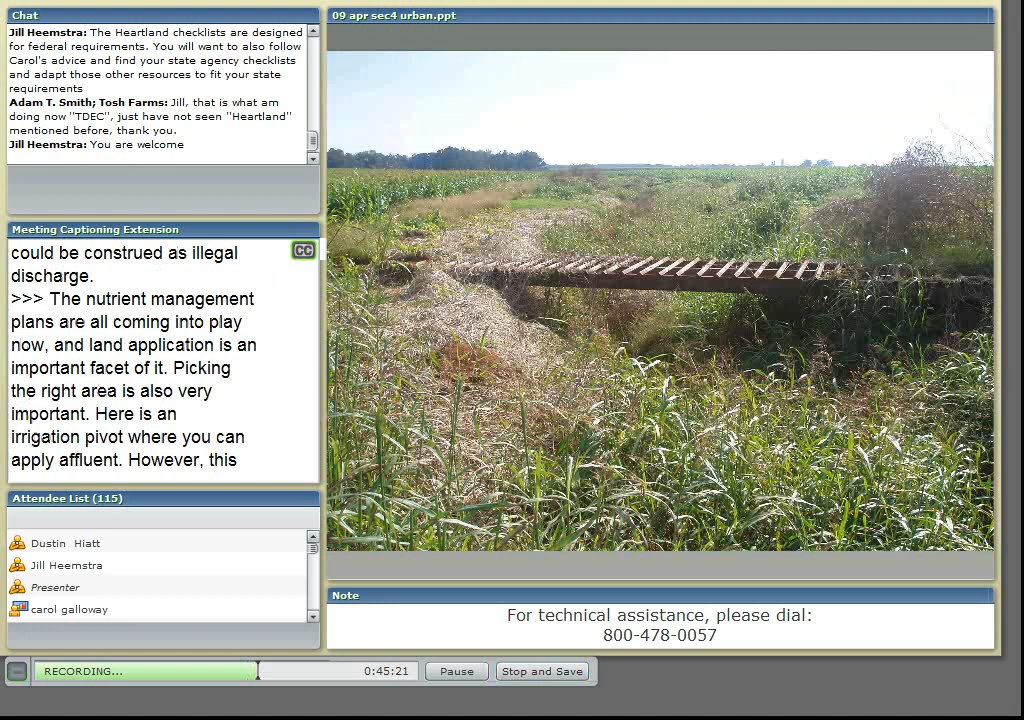 Chat
Jill Heemstra: The Heartland checklists are designed
for federal requirements. You will want to also follow
Carol's advice and find your state agency checklists
and adapt those other resources to fit your state
requirements
Adam T. Smith; Tosh Farms: Jill, that is what am
doing now "TDEC", just have not seen "Heartland"
mentioned before, thank you.
Jill Heemstra: You are welcome
Meeting Captioning Extension
CC
could be construed as illegal
discharge.
>>> The nutrient management
plans are all coming into play
now, and land application is an
important facet of it. Picking
the right area is also very
important. Here is an
irrigation pivot where you can
apply affluent. However, this
Attendee List (115)
Dustin Hiatt
Jill Heemstra
Presenter
carol galloway
09 apr sec4 urban.ppt
Note
For technical assistance, please dial:
800-478-0057
RECORDING...
0:45:21
Pause
Stop and Save